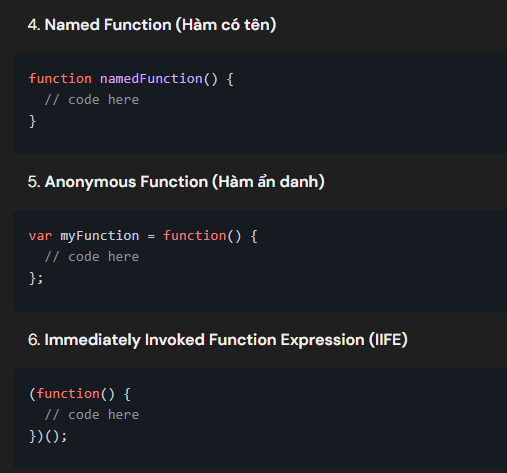 4. Named Function (Hàm có tên)
function namedFunction() {
  // code here
}
5. Anonymous Function (Hàm ẩn danh)
var myFunction = function() {
  // code here
};
6. Immediately Invoked Function Expression (IIFE)
(function() {
  // code here
})();